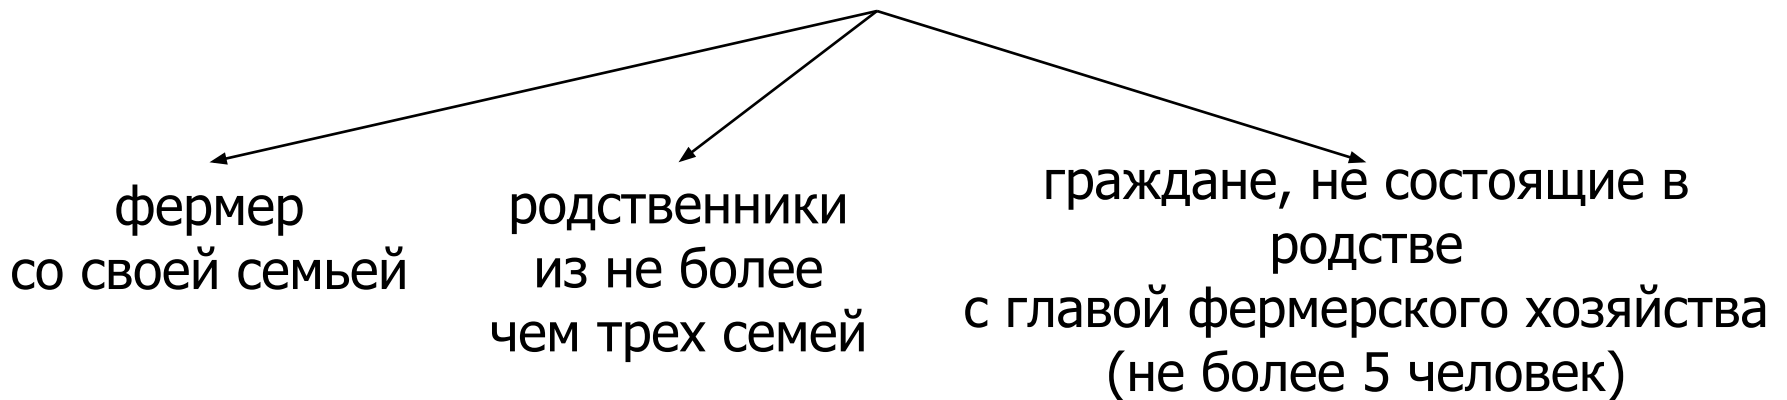 фермер
со своей семьей
родственники
из не более
чем трех семей
граждане, не состоящие в
родстве
с главой фермерского хозяйства
(не более 5 человек)